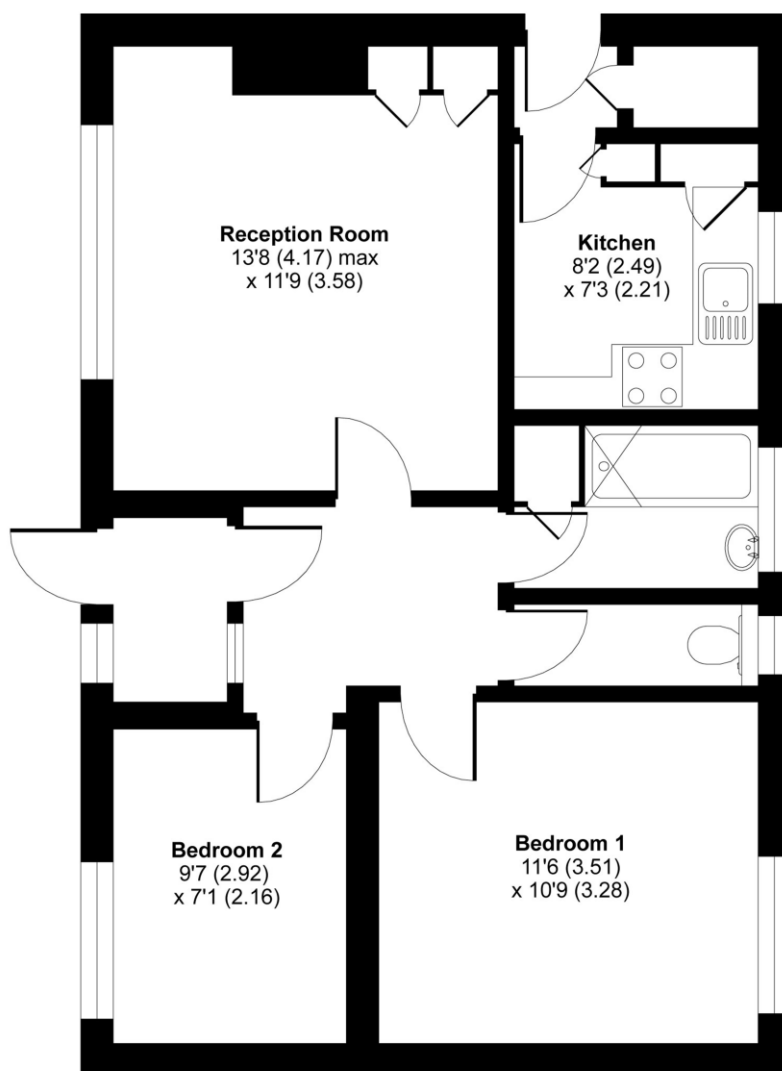 Reception Room
13'8 (4.17) max
x 11'9 (3.58)
Kitchen
8'2 (2.49)
x 7'3 (2.21)
Bedroom 2
9'7 (2.92)
x 7'1 (2.16)
Bedroom 1
11'6 (3.51)
x 10'9 (3.28)